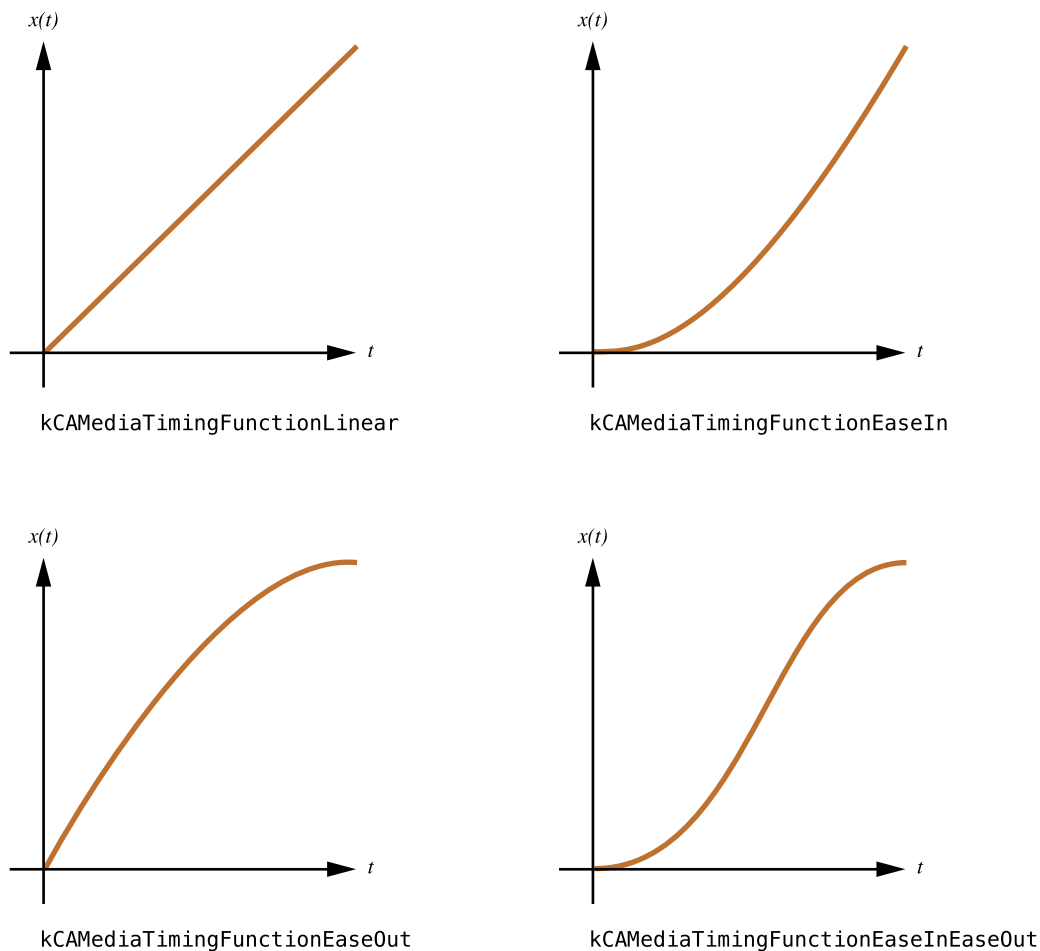 x(t)
x(t)
t
t
kCAMediaTimingFunctionLinear
kCAMediaTimingFunctionEaseIn
x(t)
x(t)
t
t
kCAMediaTimingFunctionEaseOut
kCAMediaTimingFunctionEaseInEaseOut